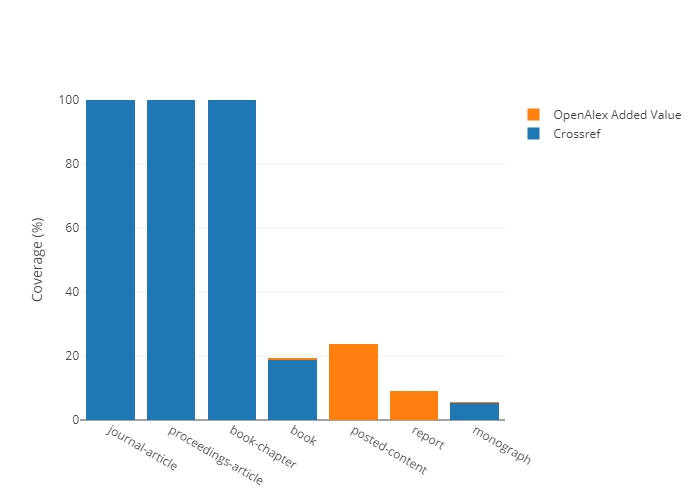 100
80
60
40
20
0
Coverage (%)
journal-article
proceedings-article
book-chapter
book
posted-content
report
monograph
OpenAlex Added Value
Crossref